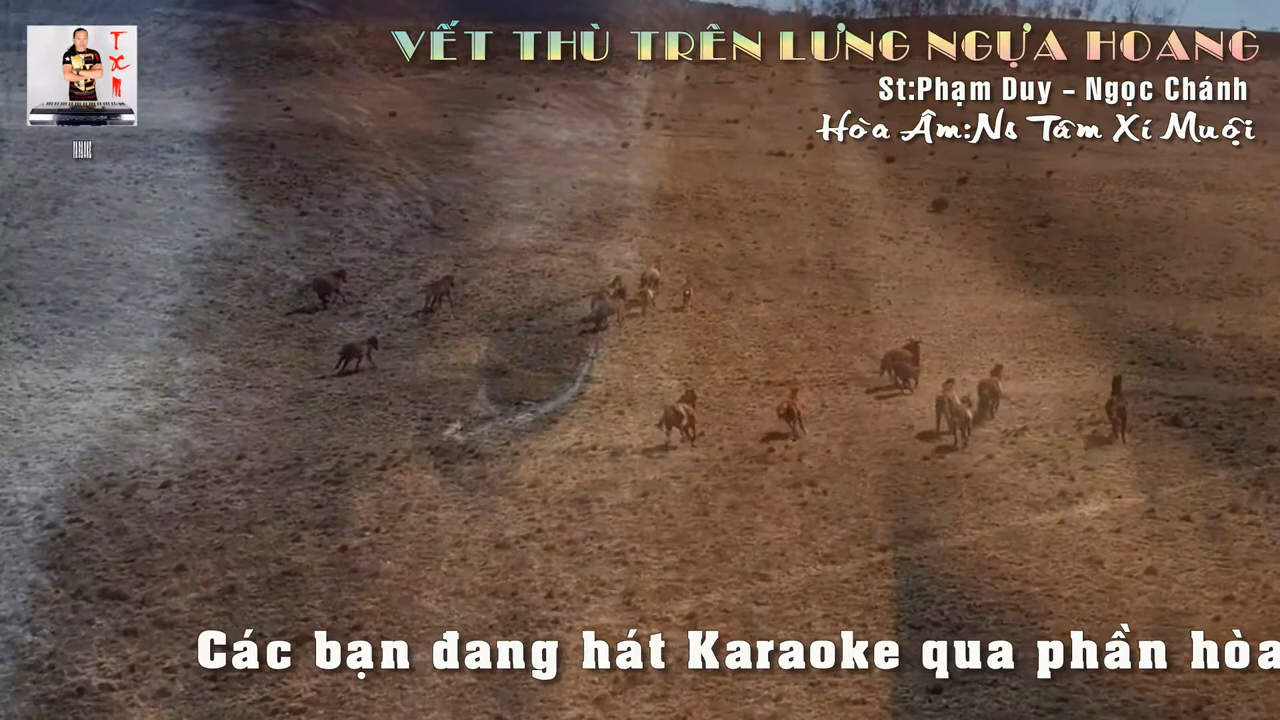 VẾT THÙ TRÊN LƯNG NGỰA HOANG
St:Phạm Duy - Ngọc Chánh
Hòa Âm:Ns Tám Xí Muội
T
X
M
Các bạn đang hát Karaoke qua phần hòa